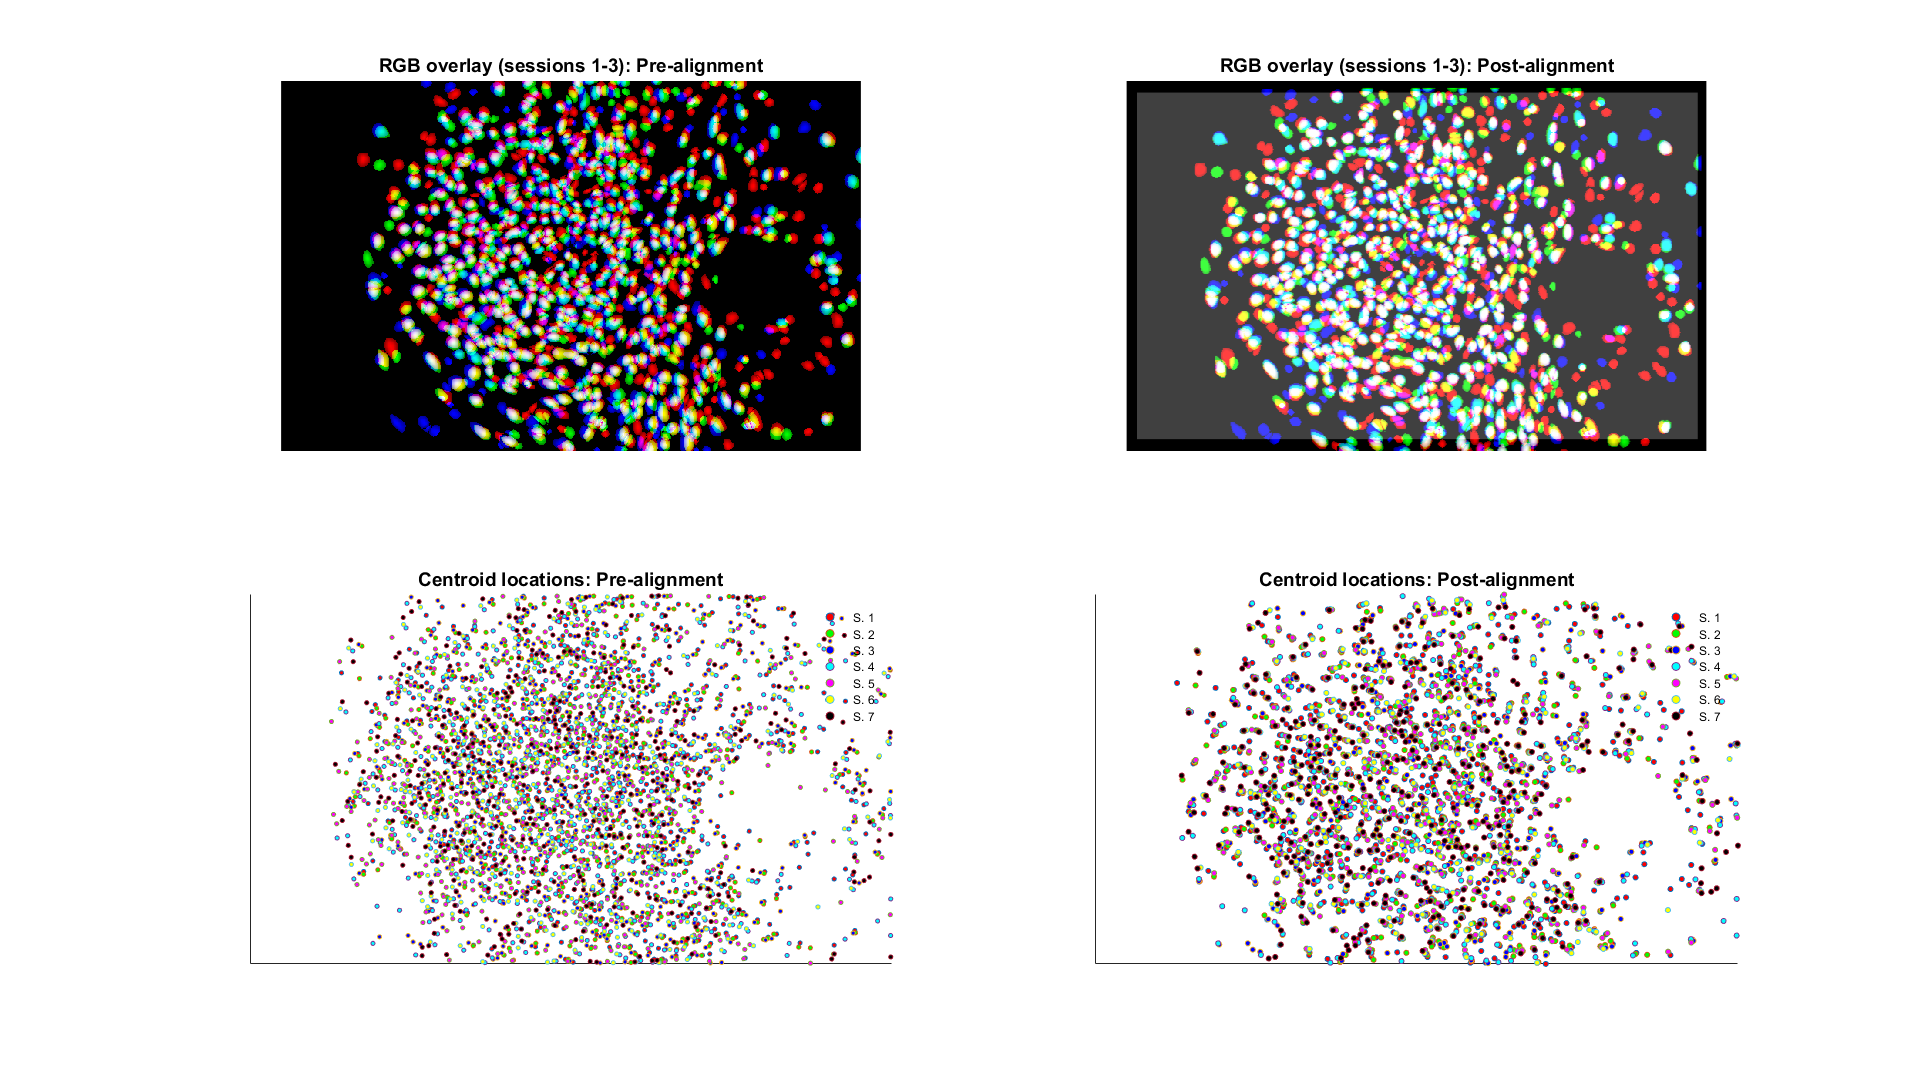 RGB overlay (sessions 1-3): Pre-alignment
RGB overlay (sessions 1-3): Post-alignment
Centroid locations: Pre-alignment
S. 1
S. 2
S. 3
S. 4
S. 5
S. 6
S. 7
Centroid locations: Post-alignment
S. 1
S. 2
S. 3
S. 4
S. 5
S. 6
S. 7